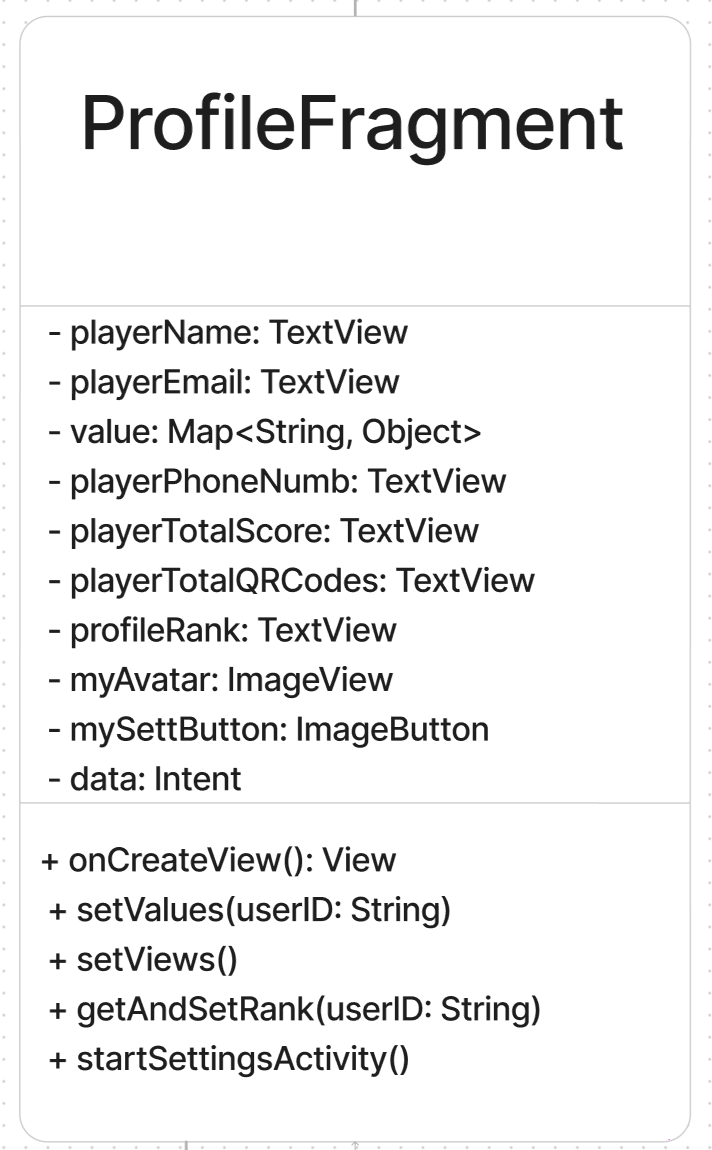 ProfileFragment
- playerName: TextView
- playerEmail: TextView
- value: Map<String, Object>
- playerPhoneNumb: TextView
- playerTotalScore: TextView
- playerTotalQRCodes: TextView
- profileRank: TextView
- myAvatar: ImageView
- mySettButton: ImageButton
- data: Intent
+ onCreateView(): View
+ setValues(userID: String)
+ setViews()
+ getAndSetRank(userID: String)
+ startSettingsActivity()